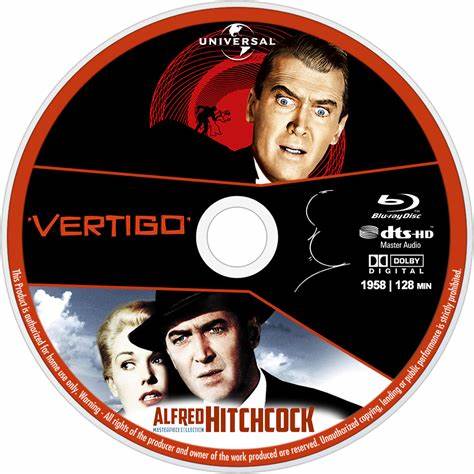 UNIVERSAL
'VERTIGO'
Blu-ray Disc
dts-HD
Master Audio
DOLBY
DIGITAL
1958 | 128 MIN
ALFRED HITCHCOCK
MASTERPIECE COLLECTION
This Product is authorized for home use only. Warning - All rights of the producer and owner of the work produced are reserved. Unauthorized copying, lending or public performance is strictly prohibited.